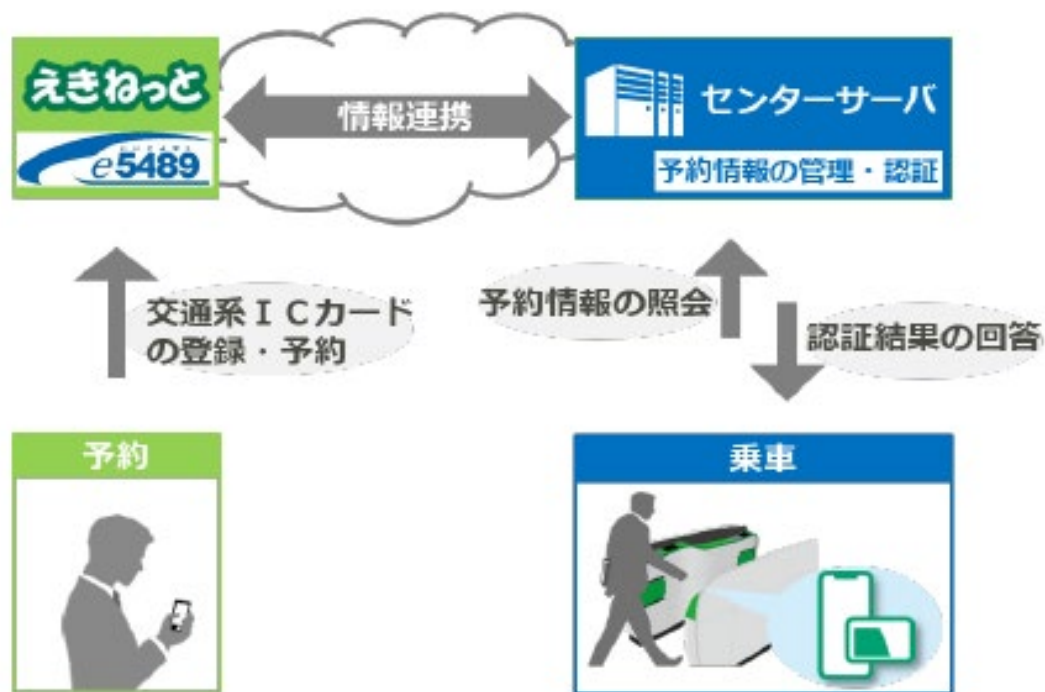 えきねっと
e5489
情報連携
センターサーバ
予約情報の管理・認証
交通系ＩＣカード
の登録・予約
予約情報の照会
認証結果の回答
予約
乗車